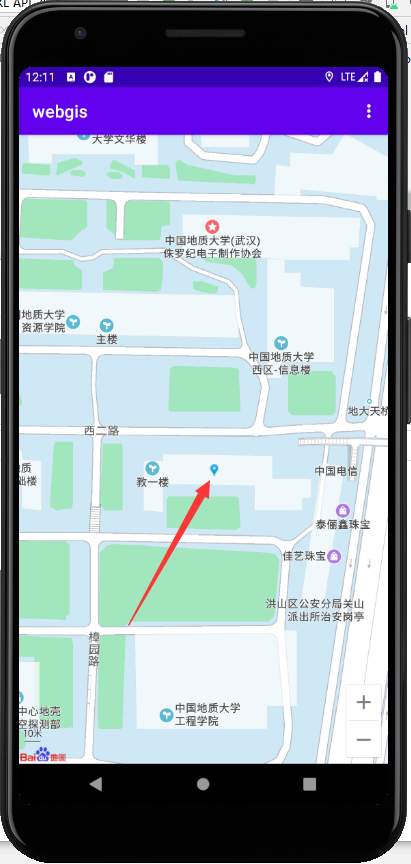 KL API
12:11
LTE
webgis
大学文华楼
中国地质大学(武汉)
侏罗纪电子制作协会
地质大学
资源学院
主楼
中国地质大学
西区-信息楼
地大天桥
西二路
地质
础楼
教一楼
中国电信
泰俪鑫珠宝
佳艺珠宝
洪山区公安分局关山
派出所治安岗亭
樟园路
中国地质大学
工程学院
中心地壳
空探测部
10米
Bai 地图
+
−